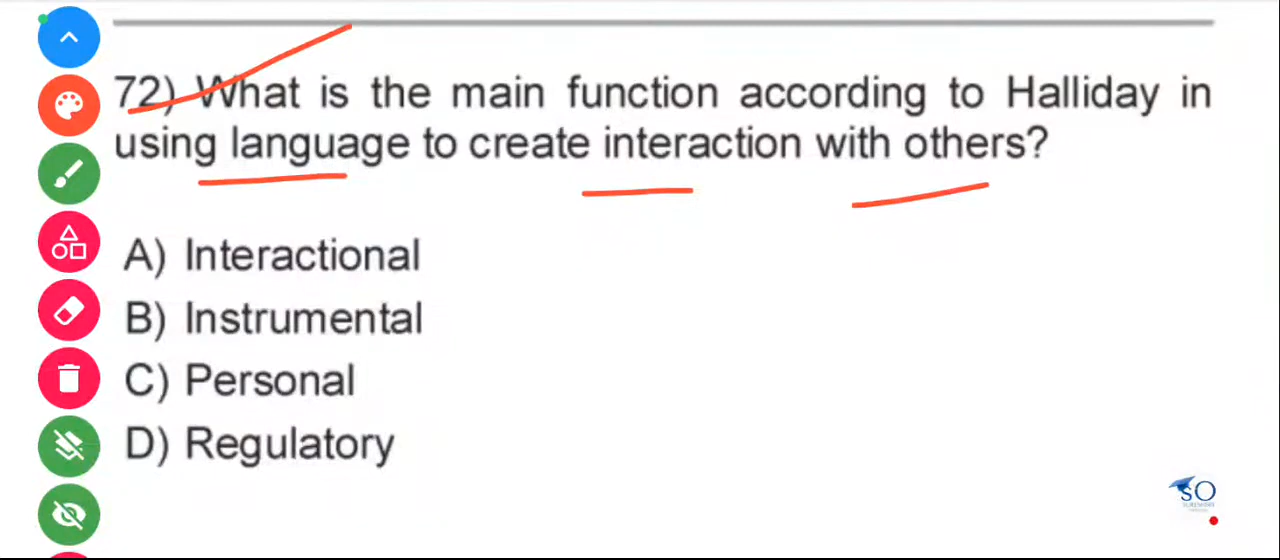 72) What is the main function according to Halliday in
using language to create interaction with others?
A) Interactional
B) Instrumental
C) Personal
D) Regulatory
SO